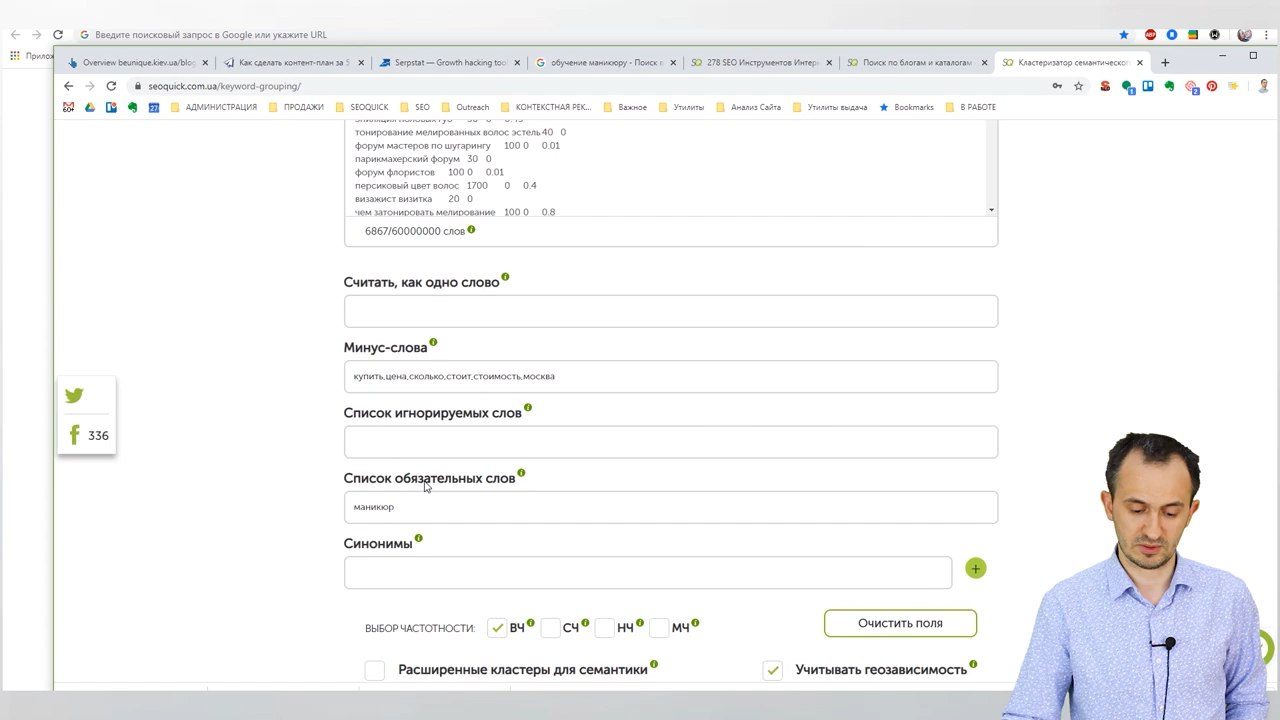 Введите поисковый запрос в Google или укажите URL
Прилож
Overview beunique.kiev.ua/blog
Как сделать контент-план за 5
Serpstat — Growth hacking tool
обучение маникюру - Поиск в
278 SEO Инструментов Интерн
Поиск по блогам и каталогам
Кластеризатор семантического
seoquick.com.ua/keyword-grouping/
АДМИНИСТРАЦИЯ
ПРОДАЖИ
SEOQUICK
SEO
Outreach
КОНТЕКСТНАЯ РЕК...
Важное
Утилиты
Анализ Сайта
Утилиты выдача
Bookmarks
В РАБОТЕ
тонирование мелированных волос эстель 40 0
форум мастеров по шугарингу 100 0 0.01
парикмахерский форум 30 0
форум флористов 100 0 0.01
персиковый цвет волос 1700 0 0.4
визажист визитка 20 0
чем затонировать мелирование 100 0 0.8
6867/60000000 слов
Считать, как одно слово
Минус-слова
купить,цена,сколько,стоит,стоимость,москва
Список игнорируемых слов
336
Список обязательных слов
маникюр
Синонимы
+
ВЫБОР ЧАСТОТНОСТИ: ВЧ СЧ НЧ МЧ
Очистить поля
Расширенные кластеры для семантики
Учитывать геозависимость